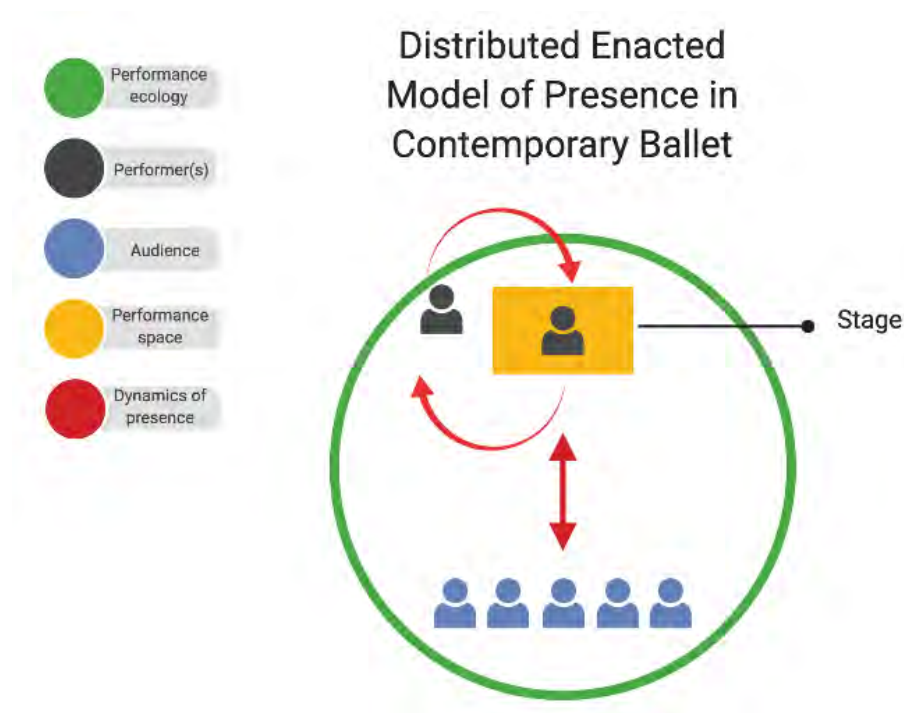 Distributed Enacted
Model of Presence in
Contemporary Ballet
Performance
ecology
Performer(s)
Audience
Performance
space
Dynamics of
presence
Stage